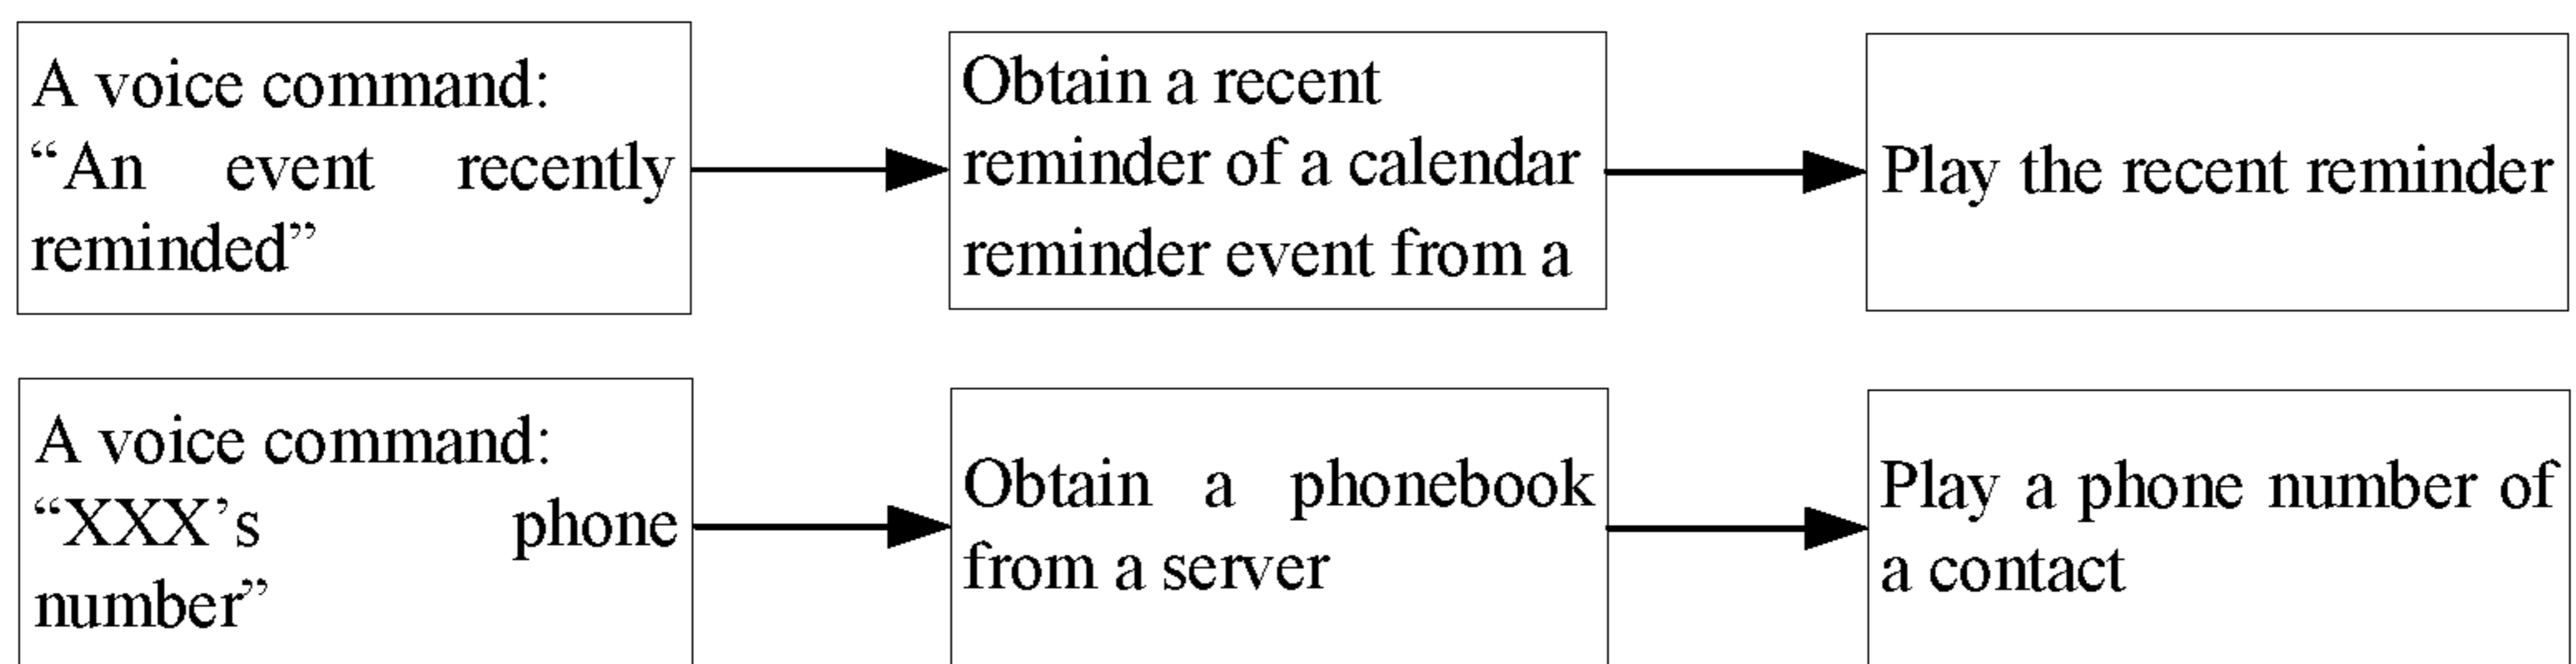 A voice command:
“An event recently
reminded”
Obtain a recent
reminder of a calendar
reminder event from a
Play the recent reminder
A voice command:
“XXX’s phone
number”
Obtain a phonebook
from a server
Play a phone number of
a contact